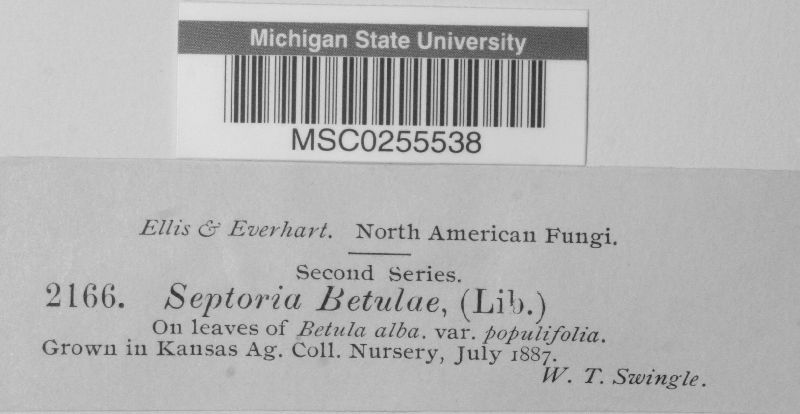 Michigan State University
MSC0255538
Ellis & Everhart. North American Fungi.
Second Series.
2166. Septoria Betulae, (Lib.)
On leaves of Betula alba. var. populifolia.
Grown in Kansas Ag. Coll. Nursery, July 1887.
W. T. Swingle.